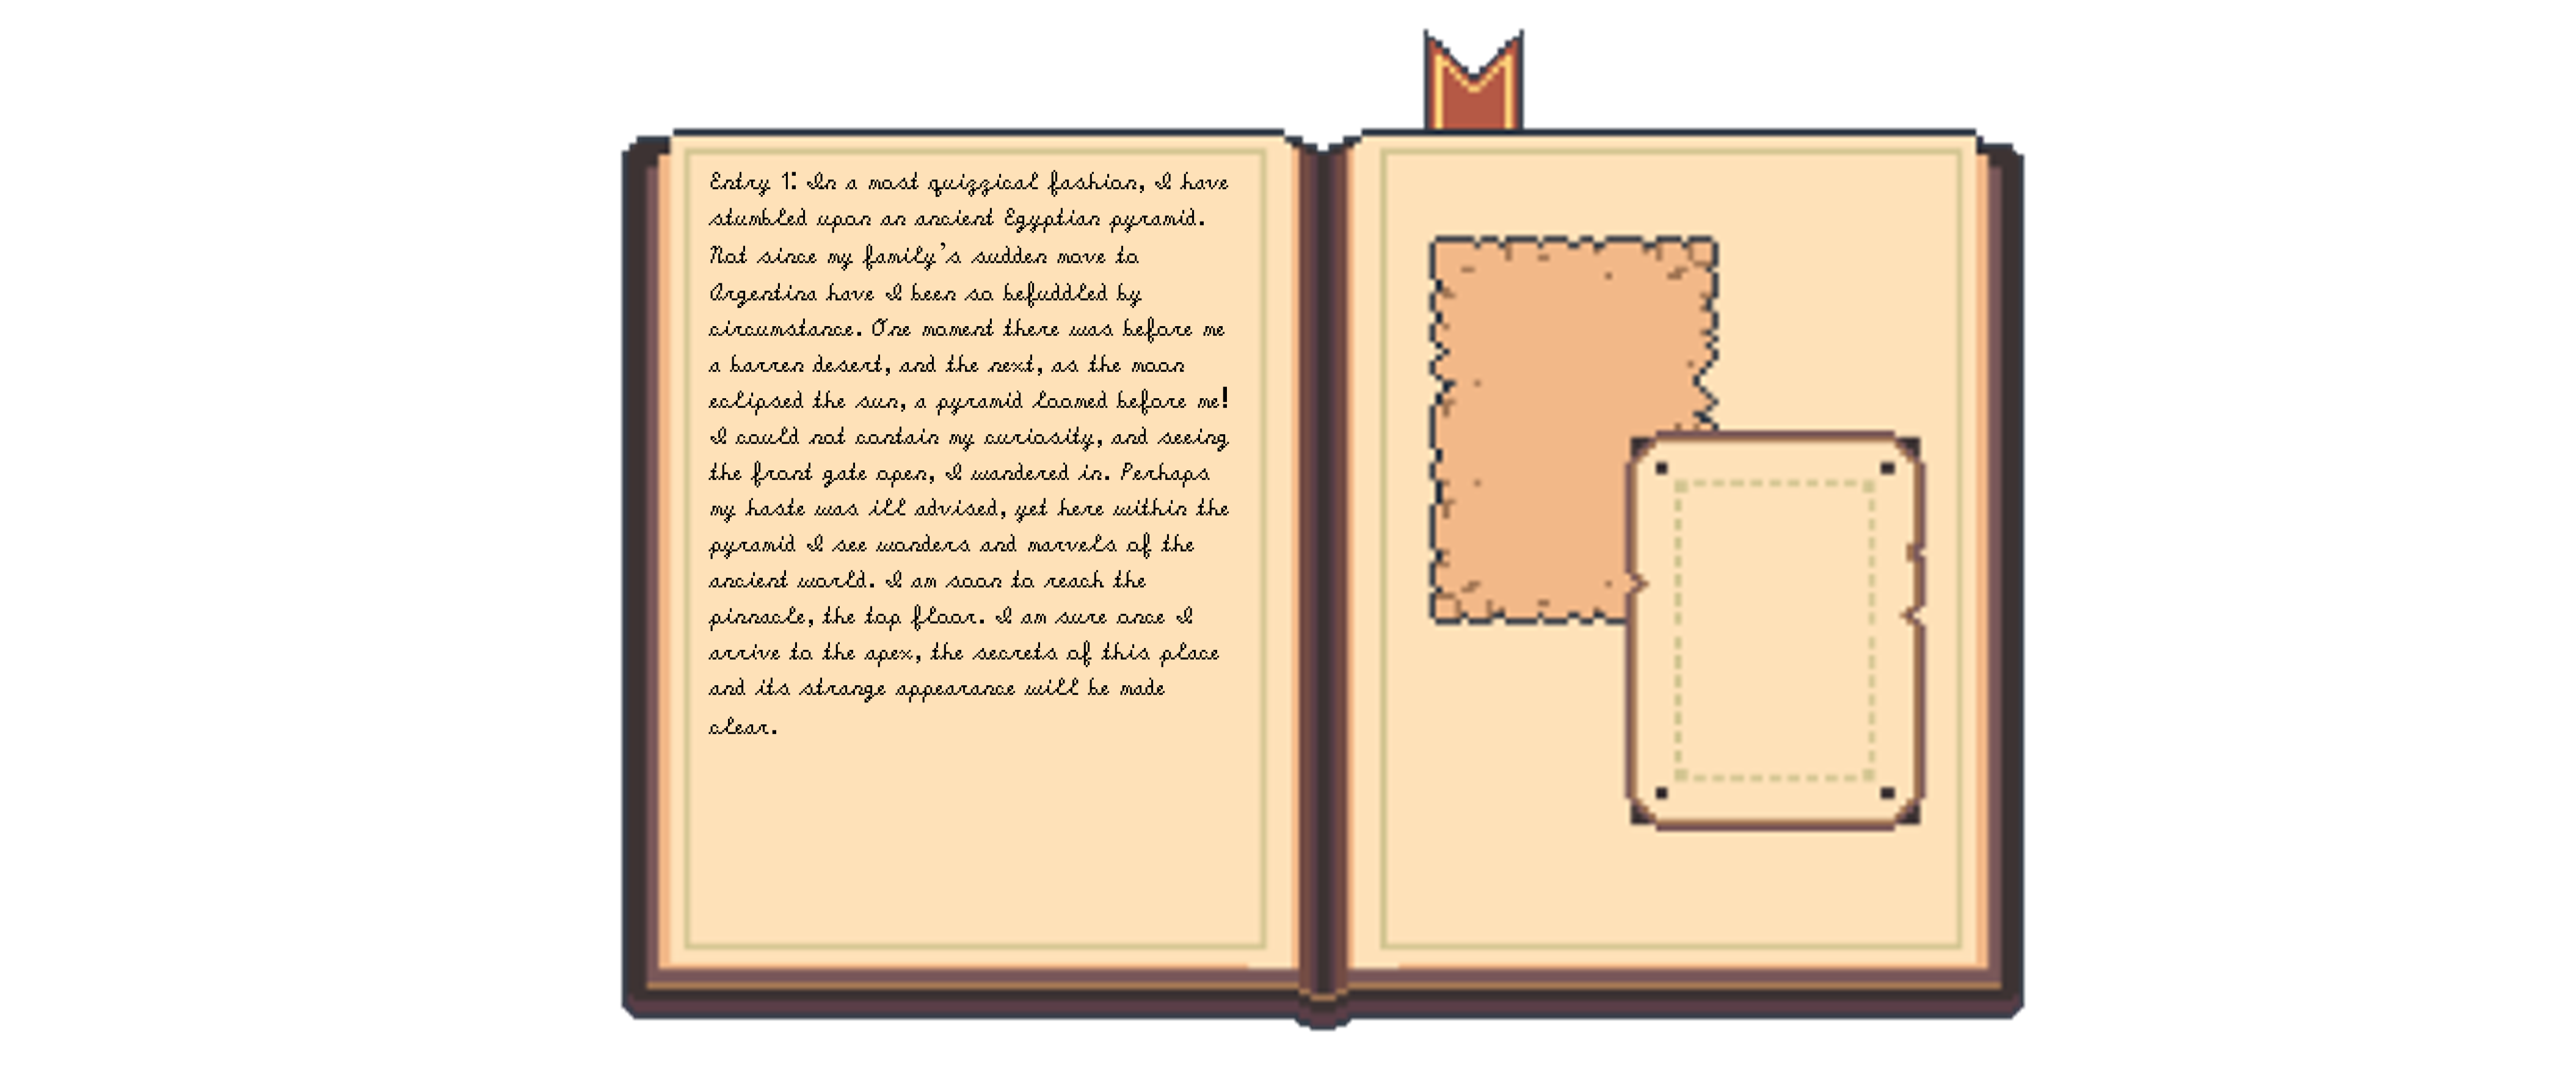 Entry 1: In a most quizzical fashion, I have
stumbled upon an ancient Egyptian pyramid.
Not since my family's sudden move to
Argentina have I been so befuddled by
circumstance. One moment there was before me
a barren desert, and the next, as the moon
eclipsed the sun, a pyramid loomed before me!
I could not contain my curiosity, and seeing
the front gate open, I wandered in. Perhaps
my haste was ill advised, yet here within the
pyramid I see wonders and marvels of the
ancient world. I am soon to reach the
pinnacle, the top floor. I am sure once I
arrive to the apex, the secrets of this place
and its strange appearance will be made
clear.